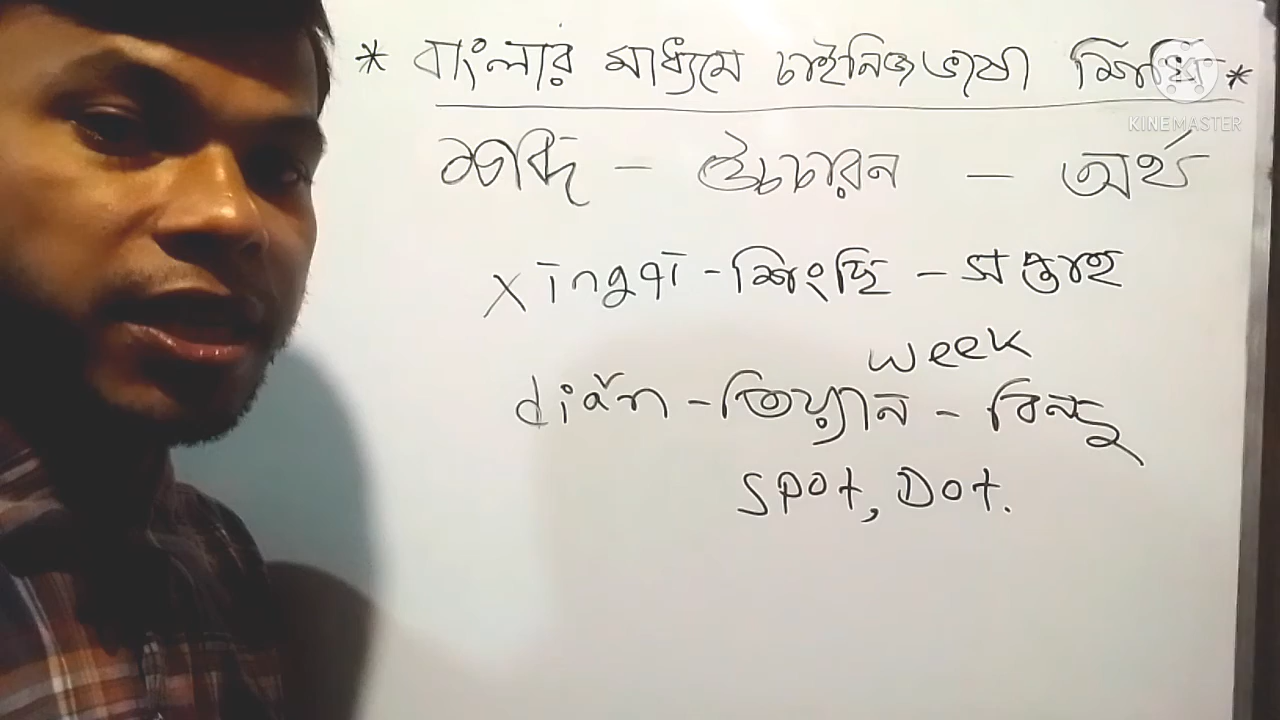 * বাংলার মাধ্যমে চাইনিজ ভাষা শিখি *
KINEMASTER
শব্দ - উচ্চারন - অর্থ
xīngqī - শিংছি - সপ্তাহ
week
diǎn - তিয়্যান - বিন্দু
Spot, Dot.